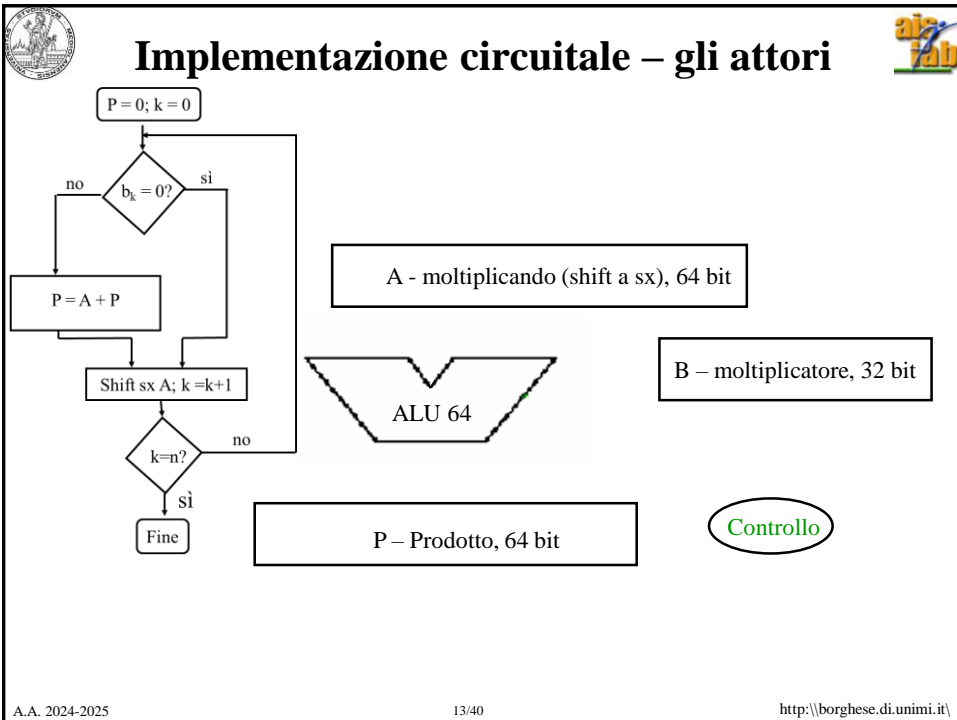 Implementazione circuitale – gli attori
P = 0; k = 0
no
bₖ = 0?
sì
P = A + P
Shift sx A; k =k+1
k=n?
no
sì
Fine
A - moltiplicando (shift a sx), 64 bit
B – moltiplicatore, 32 bit
ALU 64
P – Prodotto, 64 bit
Controllo
A.A. 2024-2025
13/40
http:\\borghese.di.unimi.it\